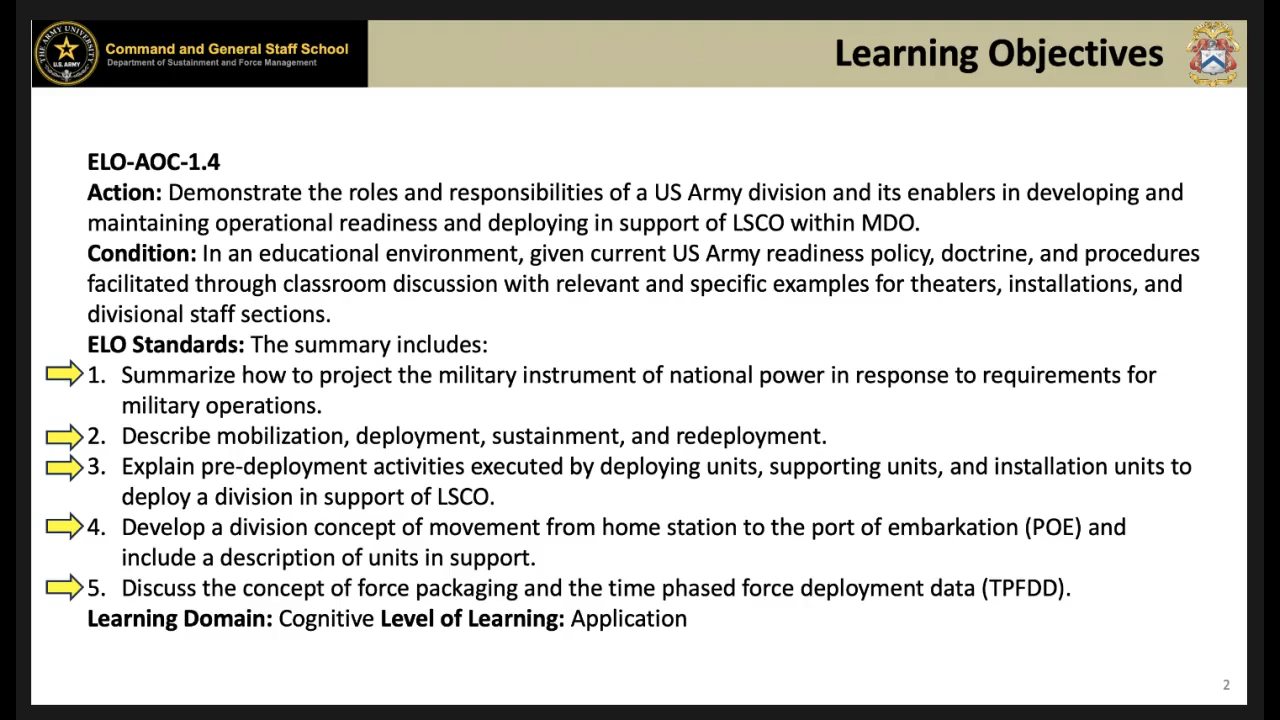 THE ARMY UNIVERSITY
U.S. ARMY
Command and General Staff School
Department of Sustainment and Force Management
Learning Objectives
ELO-AOC-1.4
Action: Demonstrate the roles and responsibilities of a US Army division and its enablers in developing and
maintaining operational readiness and deploying in support of LSCO within MDO.
Condition: In an educational environment, given current US Army readiness policy, doctrine, and procedures
facilitated through classroom discussion with relevant and specific examples for theaters, installations, and
divisional staff sections.
ELO Standards: The summary includes:
1. Summarize how to project the military instrument of national power in response to requirements for
military operations.
2. Describe mobilization, deployment, sustainment, and redeployment.
3. Explain pre-deployment activities executed by deploying units, supporting units, and installation units to
deploy a division in support of LSCO.
4. Develop a division concept of movement from home station to the port of embarkation (POE) and
include a description of units in support.
5. Discuss the concept of force packaging and the time phased force deployment data (TPFDD).
Learning Domain: Cognitive Level of Learning: Application
2